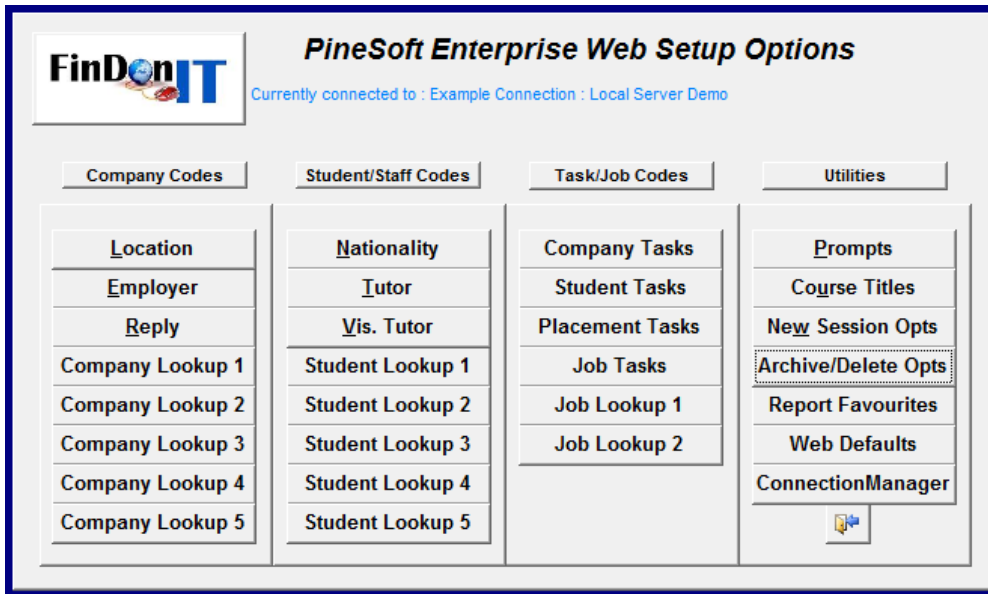 FinDonIT
PineSoft Enterprise Web Setup Options
Currently connected to : Example Connection : Local Server Demo
Company Codes
Location
Employer
Reply
Company Lookup 1
Company Lookup 2
Company Lookup 3
Company Lookup 4
Company Lookup 5
Student/Staff Codes
Nationality
Tutor
Vis. Tutor
Student Lookup 1
Student Lookup 2
Student Lookup 3
Student Lookup 4
Student Lookup 5
Task/Job Codes
Company Tasks
Student Tasks
Placement Tasks
Job Tasks
Job Lookup 1
Job Lookup 2
Utilities
Prompts
Course Titles
New Session Opts
Archive/Delete Opts
Report Favourites
Web Defaults
ConnectionManager